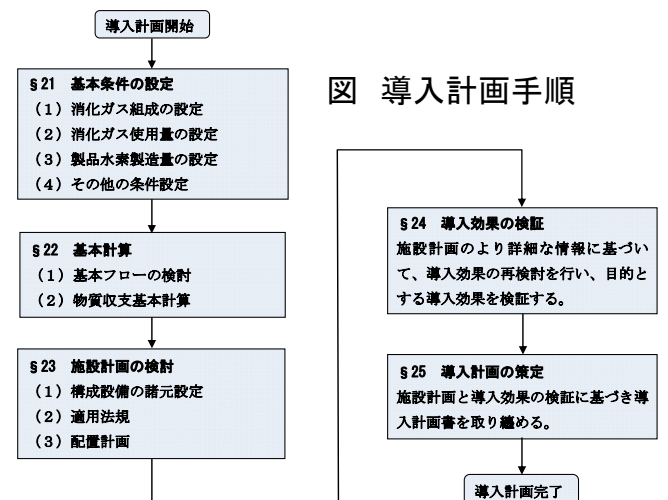 導入計画開始
§21 基本条件の設定
(1)消化ガス組成の設定
(2)消化ガス使用量の設定
(3)製品水素製造量の設定
(4)その他の条件設定
§22 基本計算
(1)基本フローの検討
(2)物質収支基本計算
§23 施設計画の検討
(1)構成設備の諸元設定
(2)適用法規
(3)配置計画
図 導入計画手順
§24 導入効果の検証
施設計画のより詳細な情報に基づい
て、導入効果の再検討を行い、目的と
する導入効果を検証する。
§25 導入計画の策定
施設計画と導入効果の検証に基づき導
入計画書を取り纏める。
導入計画完了